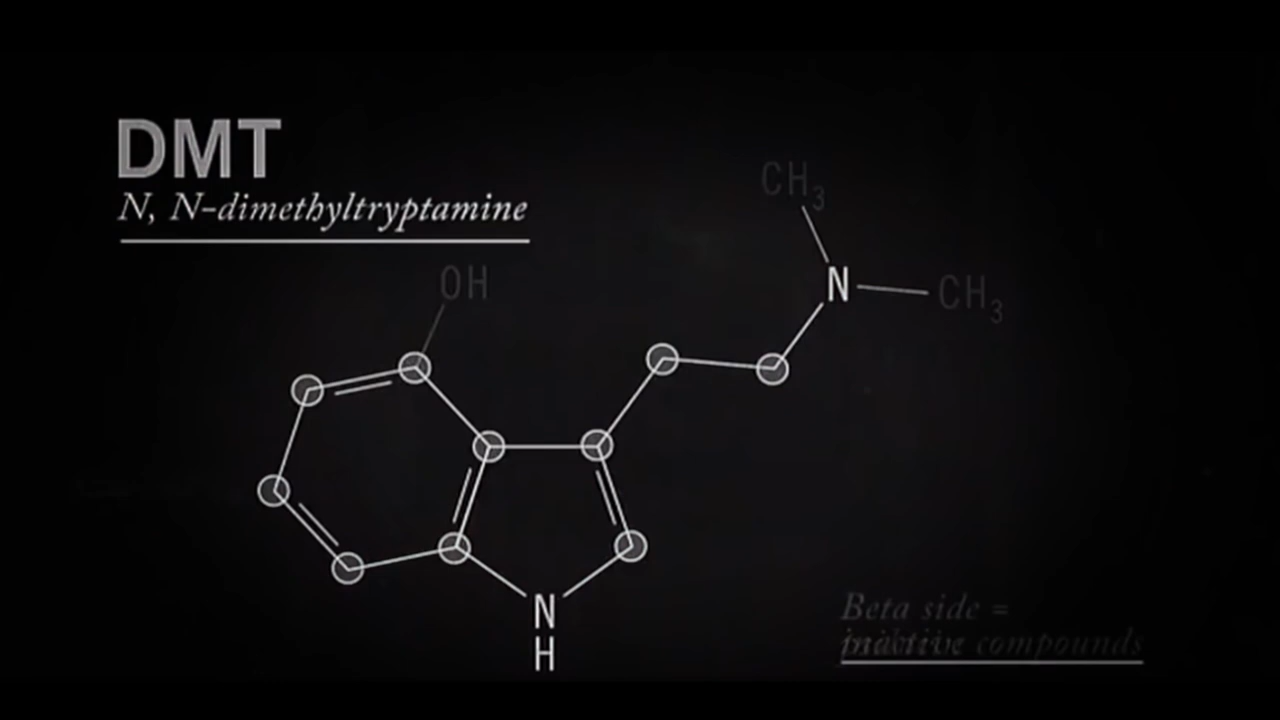 DMT
N, N-dimethyltryptamine
OH
CH3
N
CH3
N
H
Beta side =
compounds